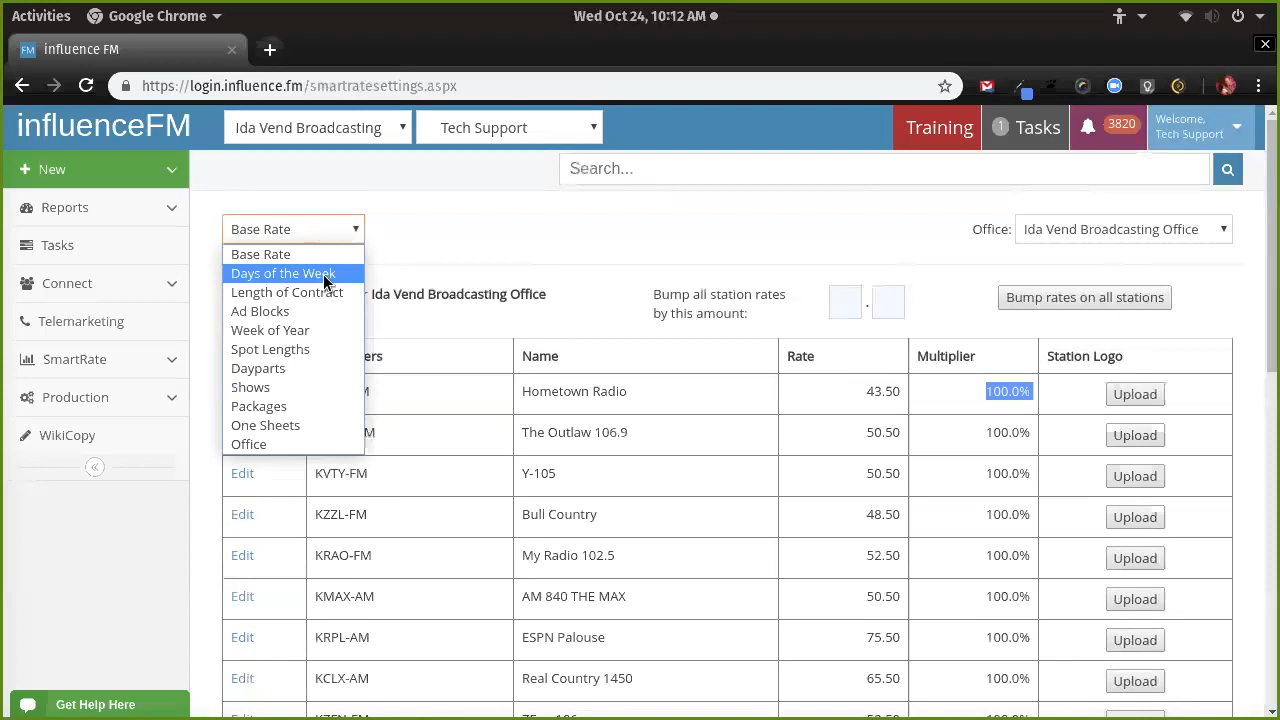 Activities Google Chrome Wed Oct 24, 10:12 AM
FM influence FM
https://login.influence.fm/smartratesettings.aspx
influenceFM Ida Vend Broadcasting Tech Support Training 1 Tasks 3820 Welcome, Tech Support
New
Search...
Reports
Tasks
Connect
Telemarketing
SmartRate
Production
WikiCopy
Get Help Here
Base Rate Office: Ida Vend Broadcasting Office
Base Rate
Days of the Week
Length of Contract
Ad Blocks
Week of Year
Spot Lengths
Dayparts
Shows
Packages
One Sheets
Office
Ida Vend Broadcasting Office Bump all station rates by this amount: . Bump rates on all stations
ers Name Rate Multiplier Station Logo
M Hometown Radio 43.50 100.0% Upload
M The Outlaw 106.9 50.50 100.0% Upload
Edit KVTY-FM Y-105 50.50 100.0% Upload
Edit KZZL-FM Bull Country 48.50 100.0% Upload
Edit KRAO-FM My Radio 102.5 52.50 100.0% Upload
Edit KMAX-AM AM 840 THE MAX 50.50 100.0% Upload
Edit KRPL-AM ESPN Palouse 75.50 100.0% Upload
Edit KCLX-AM Real Country 1450 65.50 100.0% Upload